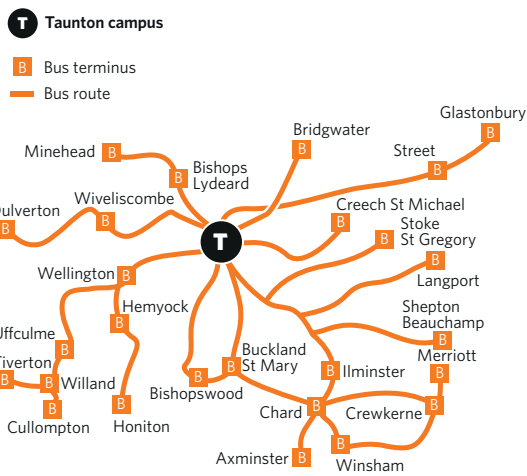 T Taunton campus
B Bus terminus
Bus route
Glastonbury
B
Bridgwater
B
Street
B
Minehead B
Bishops
Lydeard
B
Wiveliscombe
B
ulverton
B
Creech St Michael
B
Stoke
St Gregory
B
T
Langport
B
Wellington B
Hemyock
B
Shepton
Beauchamp
B
Uffculme
B
Merriott
B
Tiverton
B
Willand
B
Buckland
St Mary
B
Ilminster
B
Bishopswood
B
Chard B
Crewkerne B
Cullompton
B
Honiton
B
Axminster B
Winsham
B